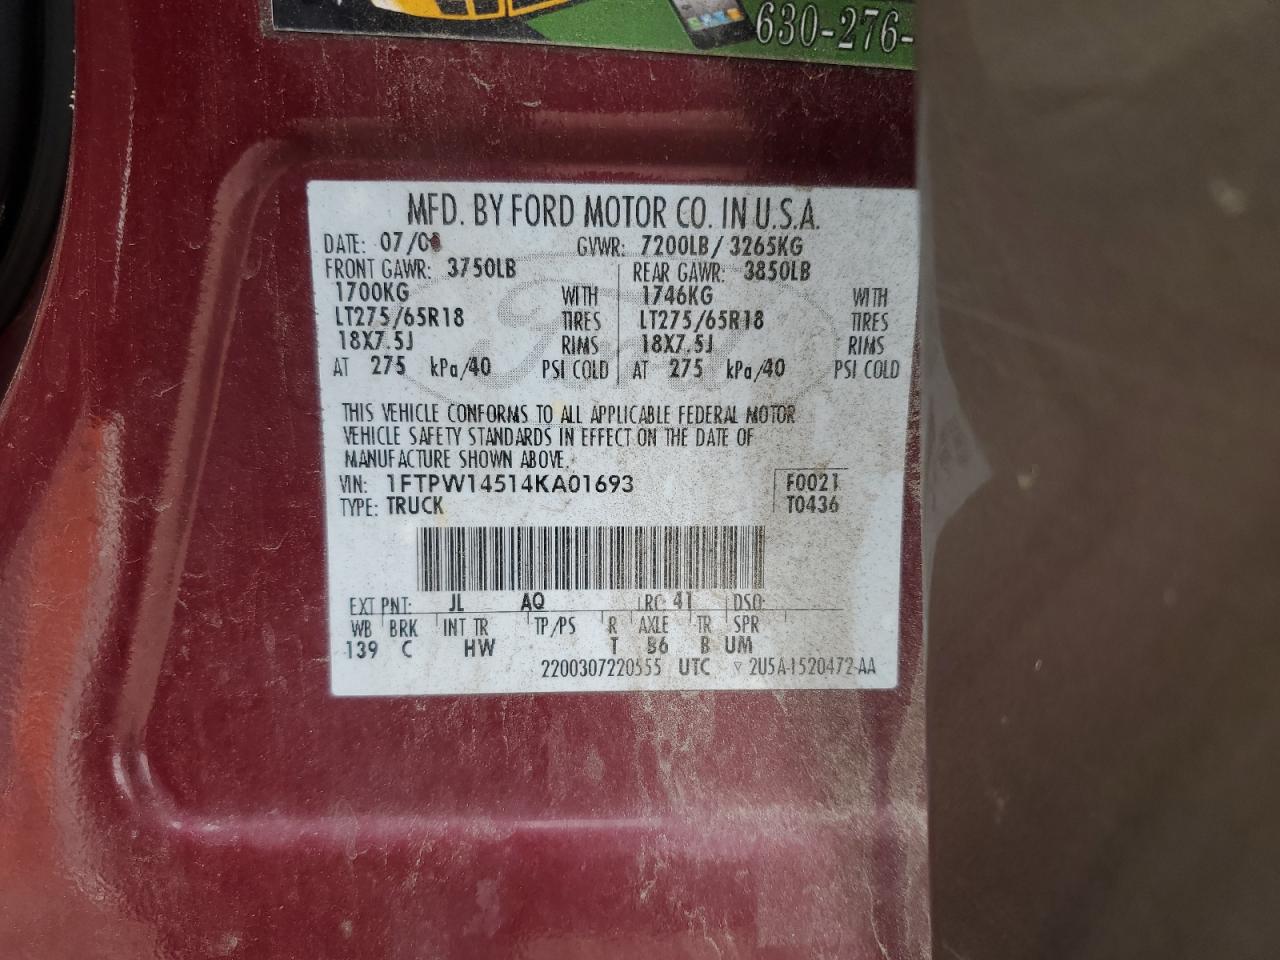 630-276-
MFD. BY FORD MOTOR CO. IN U.S.A.
DATE: 07/0 GVWR: 7200LB/ 3265KG
FRONT GAWR: 3750LB REAR GAWR: 3850LB
1700KG WITH 1746KG WITH
LT275/65R18 TIRES LT275/65R18 TIRES
18X7.5J RIMS 18X7.5J RIMS
AT 275 kPa/40 PSI COLD AT 275 kPa/40 PSI COLD
THIS VEHICLE CONFORMS TO ALL APPLICABLE FEDERAL MOTOR
VEHICLE SAFETY STANDARDS IN EFFECT ON THE DATE OF
MANUFACTURE SHOWN ABOVE.
VIN: 1FTPW14514KA01693 F0021
TYPE: TRUCK T0436
EXT PNT: JL AQ RC: 41 DSO:
WB BRK INT TR TP/PS R AXLE TR SPR
139 C HW T B6 B UM
2200307220555 UTC ▽ 2U5A-1520472-AA